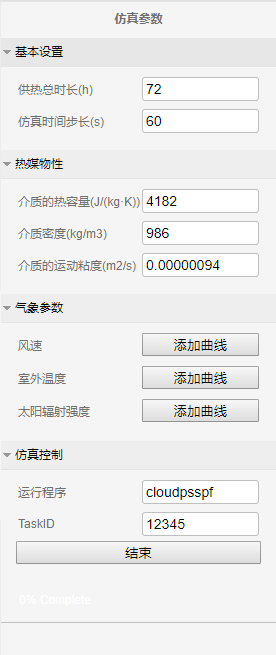 仿真参数
基本设置
供热总时长(h) 72
仿真时间步长(s) 60
热媒物性
介质的热容量(J/(kg·K)) 4182
介质密度(kg/m3) 986
介质的运动粘度(m2/s) 0.00000094
气象参数
风速 添加曲线
室外温度 添加曲线
太阳辐射强度 添加曲线
仿真控制
运行程序 cloudpsspf
TaskID 12345
结束
0% Complete